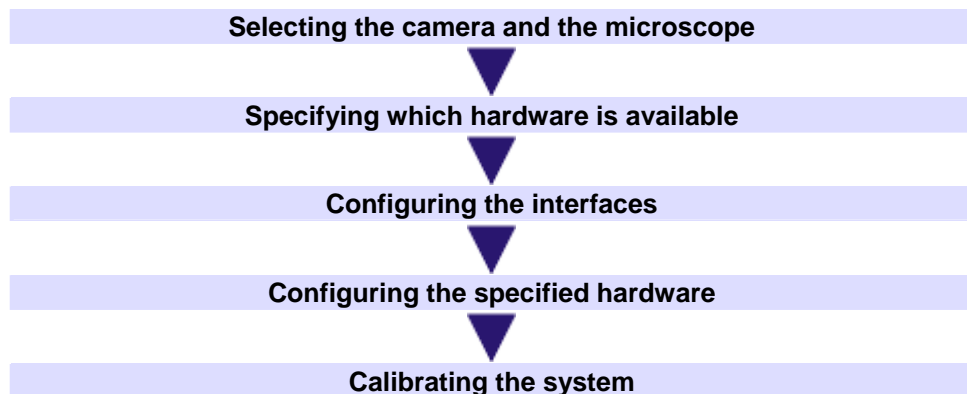 Selecting the camera and the microscope
Specifying which hardware is available
Configuring the interfaces
Configuring the specified hardware
Calibrating the system